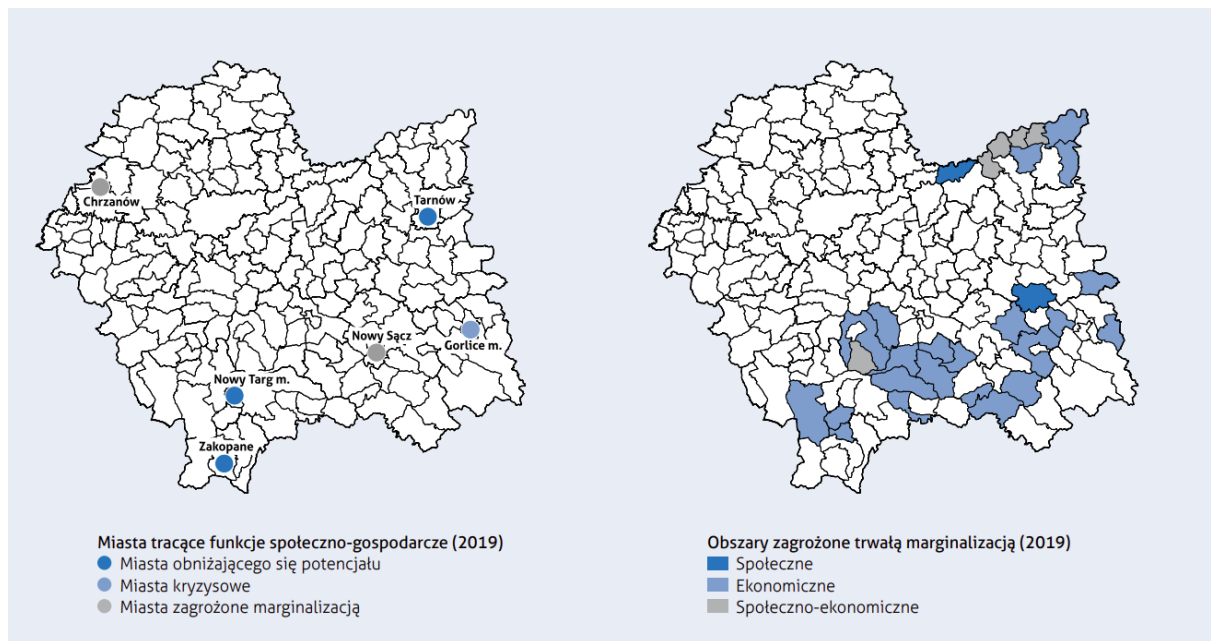 Chrzanów
Tarnów
Nowy Sącz
Gorlice m.
Nowy Targ m.
Zakopane
Miasta tracące funkcje społeczno-gospodarcze (2019)
Miasta obniżającego się potencjału
Miasta kryzysowe
Miasta zagrożone marginalizacją
Obszary zagrożone trwałą marginalizacją (2019)
Społeczne
Ekonomiczne
Społeczno-ekonomiczne